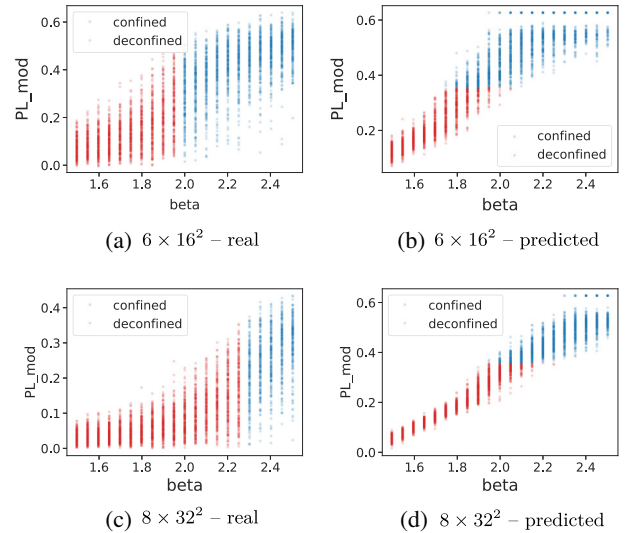 confined
deconfined
PL_mod
0.6
0.4
0.2
0.0
1.6 1.8 2.0 2.2 2.4
beta
(a) 6 × 16² – real
PL_mod
0.6
0.4
0.2
confined
deconfined
1.6 1.8 2.0 2.2 2.4
beta
(b) 6 × 16² – predicted
confined
deconfined
PL_mod
0.4
0.3
0.2
0.1
0.0
1.6 1.8 2.0 2.2 2.4
beta
(c) 8 × 32² – real
confined
deconfined
PL_mod
0.6
0.4
0.2
0.0
1.6 1.8 2.0 2.2 2.4
beta
(d) 8 × 32² – predicted